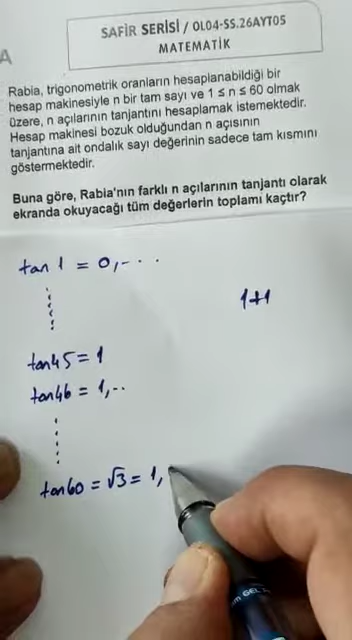 SAFİR SERİSİ / OL04-SS.26AYT05
MATEMATİK
A
Rabia, trigonometrik oranların hesaplanabildiği bir
hesap makinesiyle n bir tam sayı ve 1 ≤ n ≤ 60 olmak
üzere, n açılarının tanjantını hesaplamak istemektedir.
Hesap makinesi bozuk olduğundan n açısının
tanjantına ait ondalık sayı değerinin sadece tam kısmını
göstermektedir.
Buna göre, Rabia'nın farklı n açılarının tanjantı olarak
ekranda okuyacağı tüm değerlerin toplamı kaçtır?
tan 1 = 0,...
1+1
tan45 = 1
tan46 = 1,..
tan60 = √3 = 1,